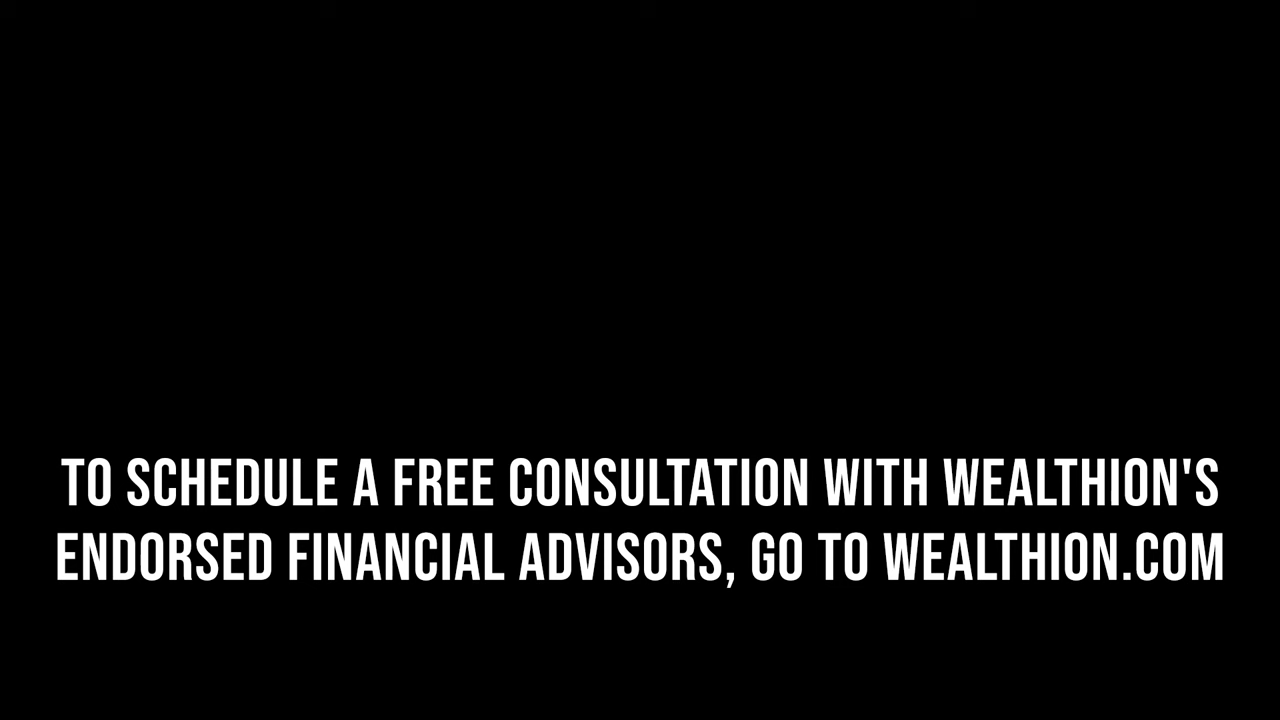 TO SCHEDULE A FREE CONSULTATION WITH WEALTHION'S
ENDORSED FINANCIAL ADVISORS, GO TO WEALTHION.COM